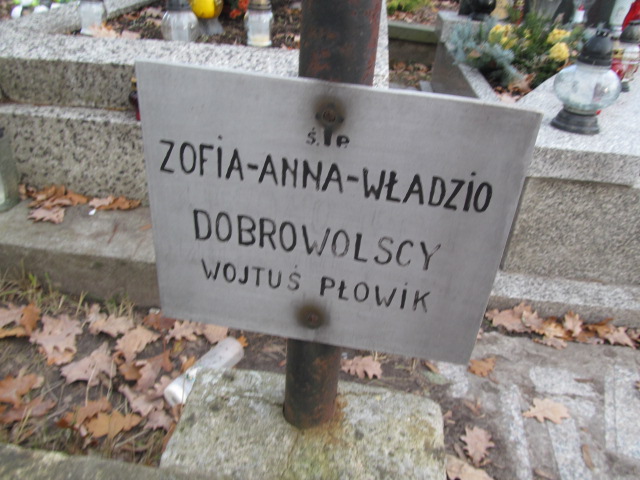 Ś. † P.
ZOFIA-ANNA-WŁADZIO
DOBROWOLSCY
WOJTUŚ PŁOWIK